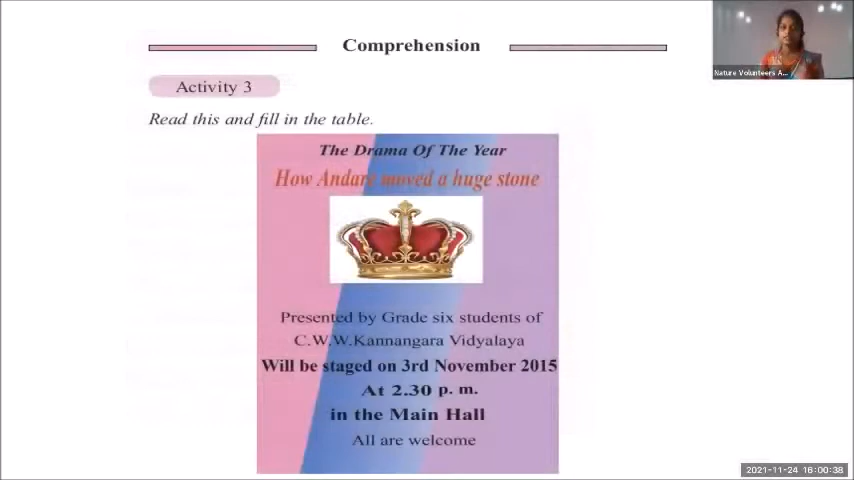 Comprehension
Activity 3
Read this and fill in the table.
The Drama Of The Year
How Andare moved a huge stone
Presented by Grade six students of
C.W.W.Kannangara Vidyalaya
Will be staged on 3rd November 2015
At 2.30 p. m.
in the Main Hall
All are welcome
Nature Volunteers A...
2021-11-24 16:00:38